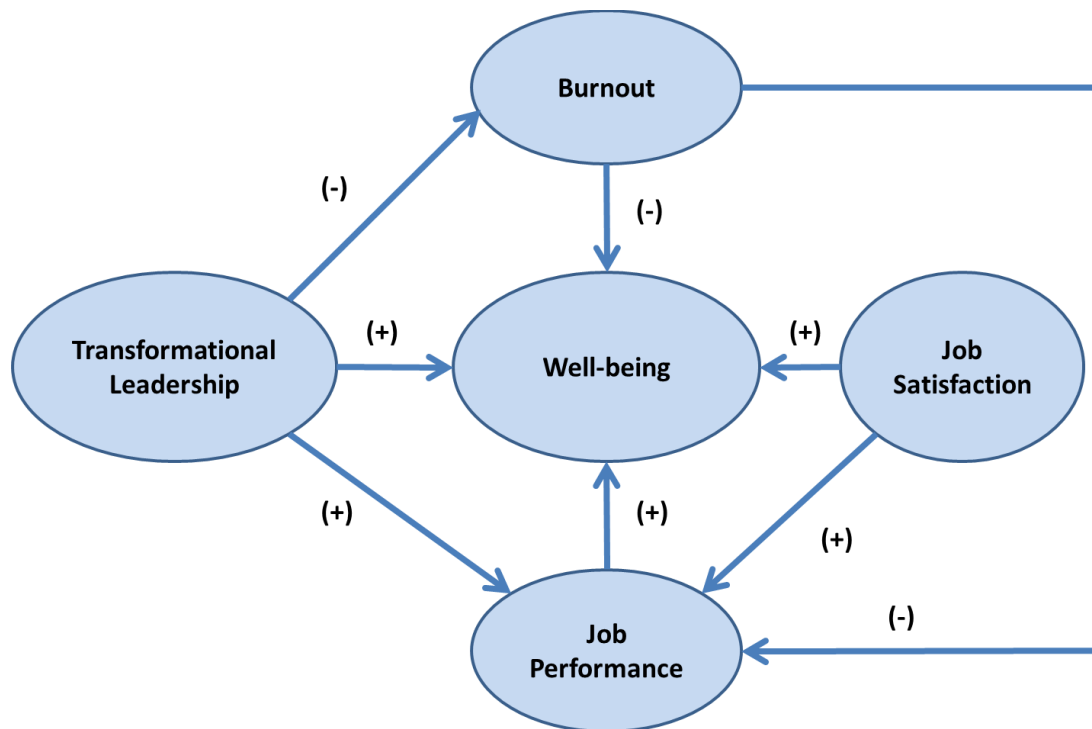 Burnout
(-)
(-)
(+)
(+)
Transformational
Leadership
Well-being
Job
Satisfaction
(+)
(+)
(+)
(-)
Job
Performance